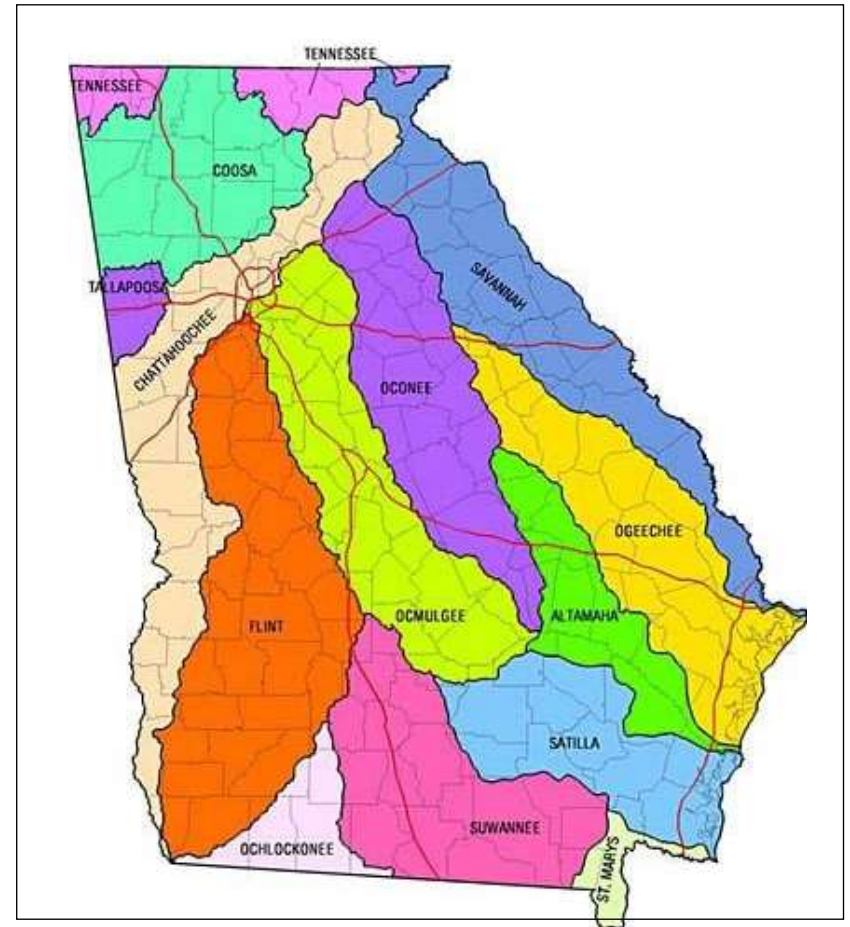 TENNESSEE
TENNESSEE
COOSA
TALLAPOOSA
SAVANNAH
CHATTAHOOCHEE
OCONEE
OGEECHEE
FLINT
OCMULGEE
ALTAMAHA
SATILLA
SUWANNEE
OCHLOCKONEE
ST. MARYS